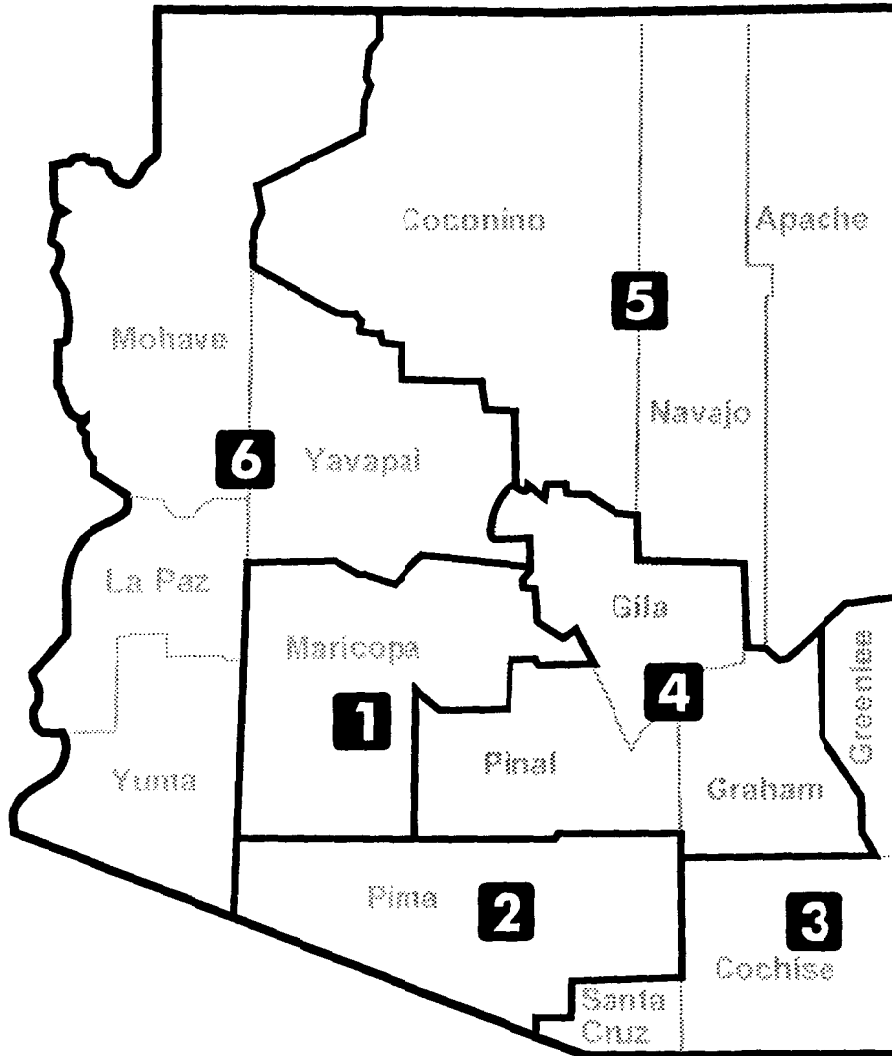 Coconino
Apache
5
Mohave
Navajo
6
Yavapai
La Paz
Gila
Maricopa
4
1
Greenlee
Pinal
Yuma
Graham
Pima
2
3
Cochise
Santa
Cruz